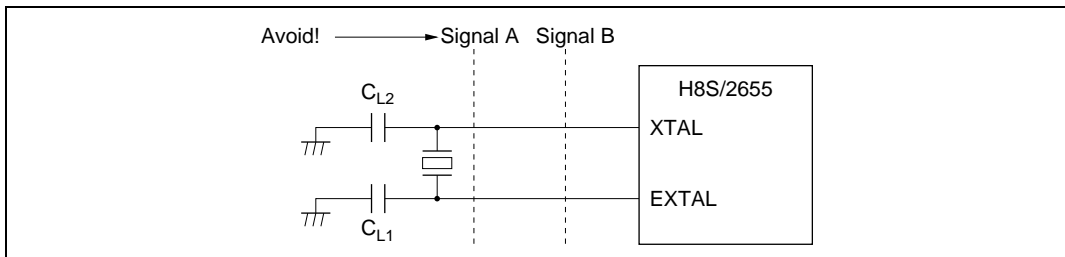 Avoid! Signal A Signal B
H8S/2655
CL2
XTAL
EXTAL
CL1